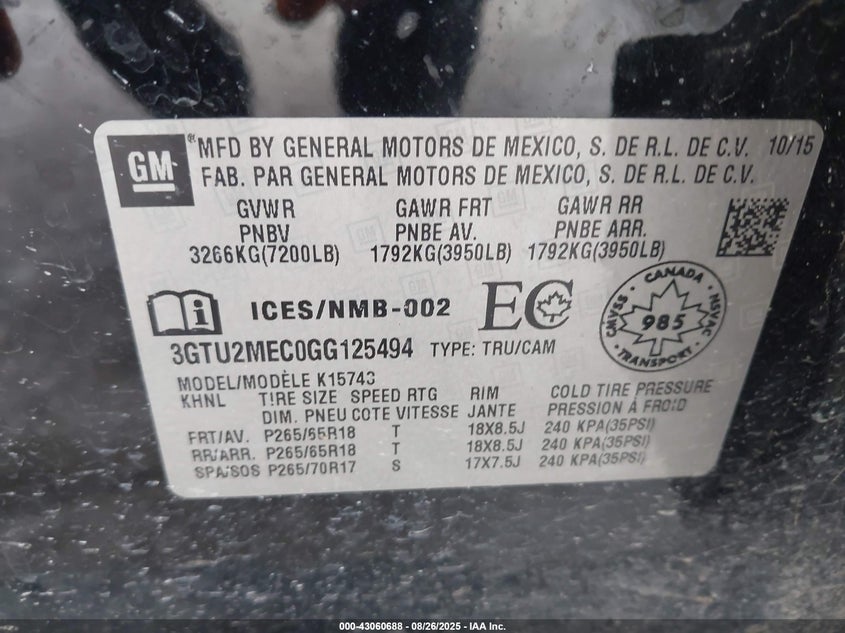 GM
MFD BY GENERAL MOTORS DE MEXICO, S. DE R.L. DE C.V. 10/15
FAB. PAR GENERAL MOTORS DE MEXICO, S. DE R.L. DE C.V.
GVWR GAWR FRT GAWR RR
PNBV PNBE AV. PNBE ARR.
3266KG(7200LB) 1792KG(3950LB) 1792KG(3950LB)
i ICES/NMB-002 EC
CANADA CMVSS NSVAC 985 TRANSPORT
3GTU2MEC0GG125494 TYPE: TRU/CAM
MODEL/MODÈLE K15743
KHNL TIRE SIZE SPEED RTG RIM COLD TIRE PRESSURE
DIM. PNEU COTE VITESSE JANTE PRESSION À FROID
FRT/AV. P265/65R18 T 18X8.5J 240 KPA(35PSI)
RR/ARR. P265/65R18 T 18X8.5J 240 KPA(35PSI)
SPA/SOS P265/70R17 S 17X7.5J 240 KPA(35PSI)
000-43060688 - 08/26/2025 - IAA Inc.